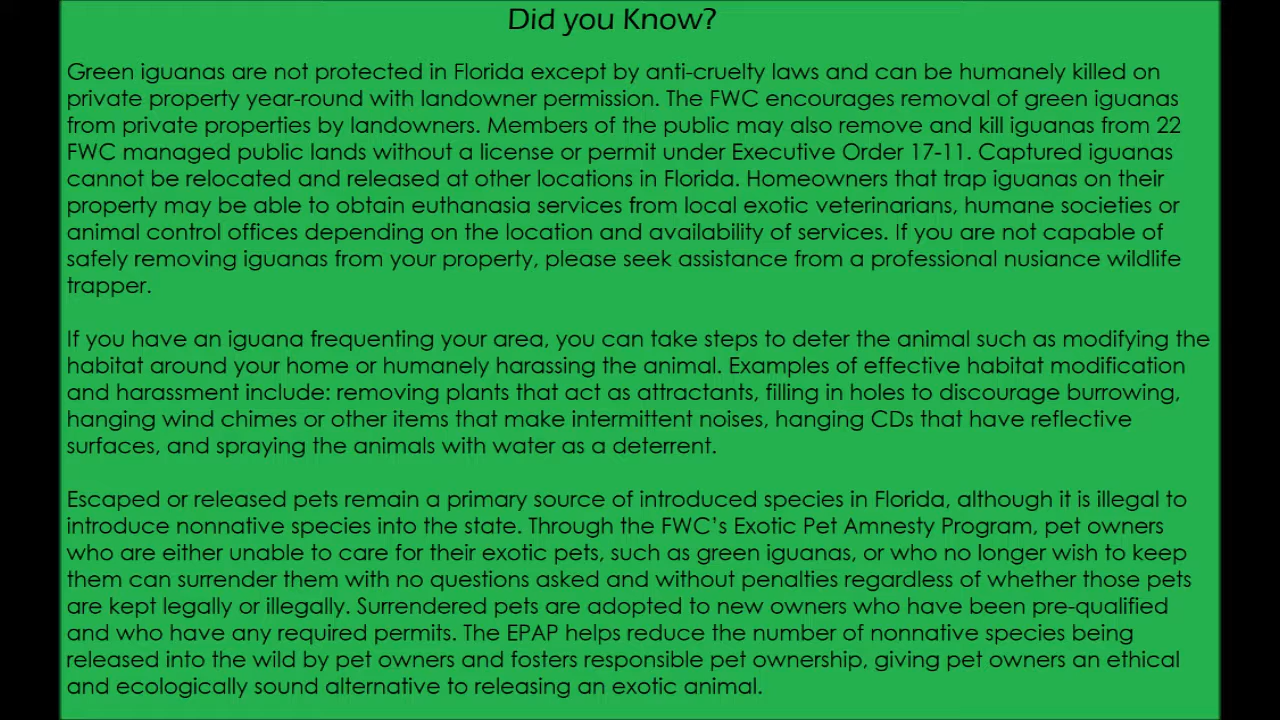 Did you Know?
Green iguanas are not protected in Florida except by anti-cruelty laws and can be humanely killed on
private property year-round with landowner permission. The FWC encourages removal of green iguanas
from private properties by landowners. Members of the public may also remove and kill iguanas from 22
FWC managed public lands without a license or permit under Executive Order 17-11. Captured iguanas
cannot be relocated and released at other locations in Florida. Homeowners that trap iguanas on their
property may be able to obtain euthanasia services from local exotic veterinarians, humane societies or
animal control offices depending on the location and availability of services. If you are not capable of
safely removing iguanas from your property, please seek assistance from a professional nusiance wildlife
trapper.
If you have an iguana frequenting your area, you can take steps to deter the animal such as modifying the
habitat around your home or humanely harassing the animal. Examples of effective habitat modification
and harassment include: removing plants that act as attractants, filling in holes to discourage burrowing,
hanging wind chimes or other items that make intermittent noises, hanging CDs that have reflective
surfaces, and spraying the animals with water as a deterrent.
Escaped or released pets remain a primary source of introduced species in Florida, although it is illegal to
introduce nonnative species into the state. Through the FWC's Exotic Pet Amnesty Program, pet owners
who are either unable to care for their exotic pets, such as green iguanas, or who no longer wish to keep
them can surrender them with no questions asked and without penalties regardless of whether those pets
are kept legally or illegally. Surrendered pets are adopted to new owners who have been pre-qualified
and who have any required permits. The EPAP helps reduce the number of nonnative species being
released into the wild by pet owners and fosters responsible pet ownership, giving pet owners an ethical
and ecologically sound alternative to releasing an exotic animal.